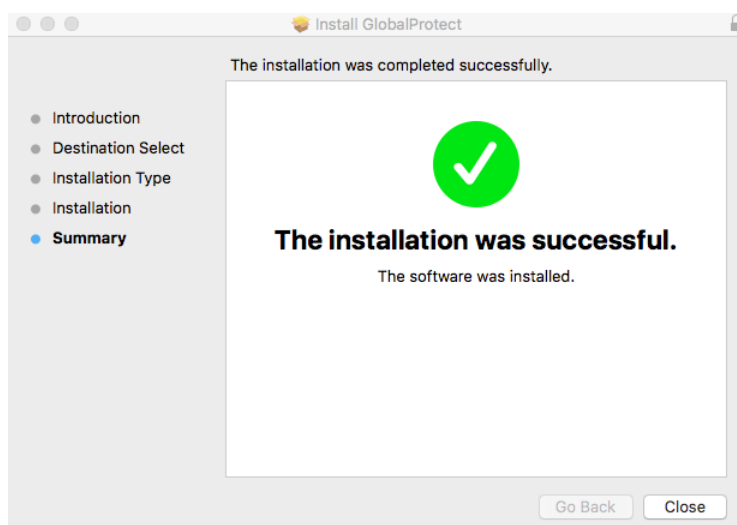 Install GlobalProtect
The installation was completed successfully.
Introduction
Destination Select
Installation Type
Installation
Summary
The installation was successful.
The software was installed.
Go Back
Close